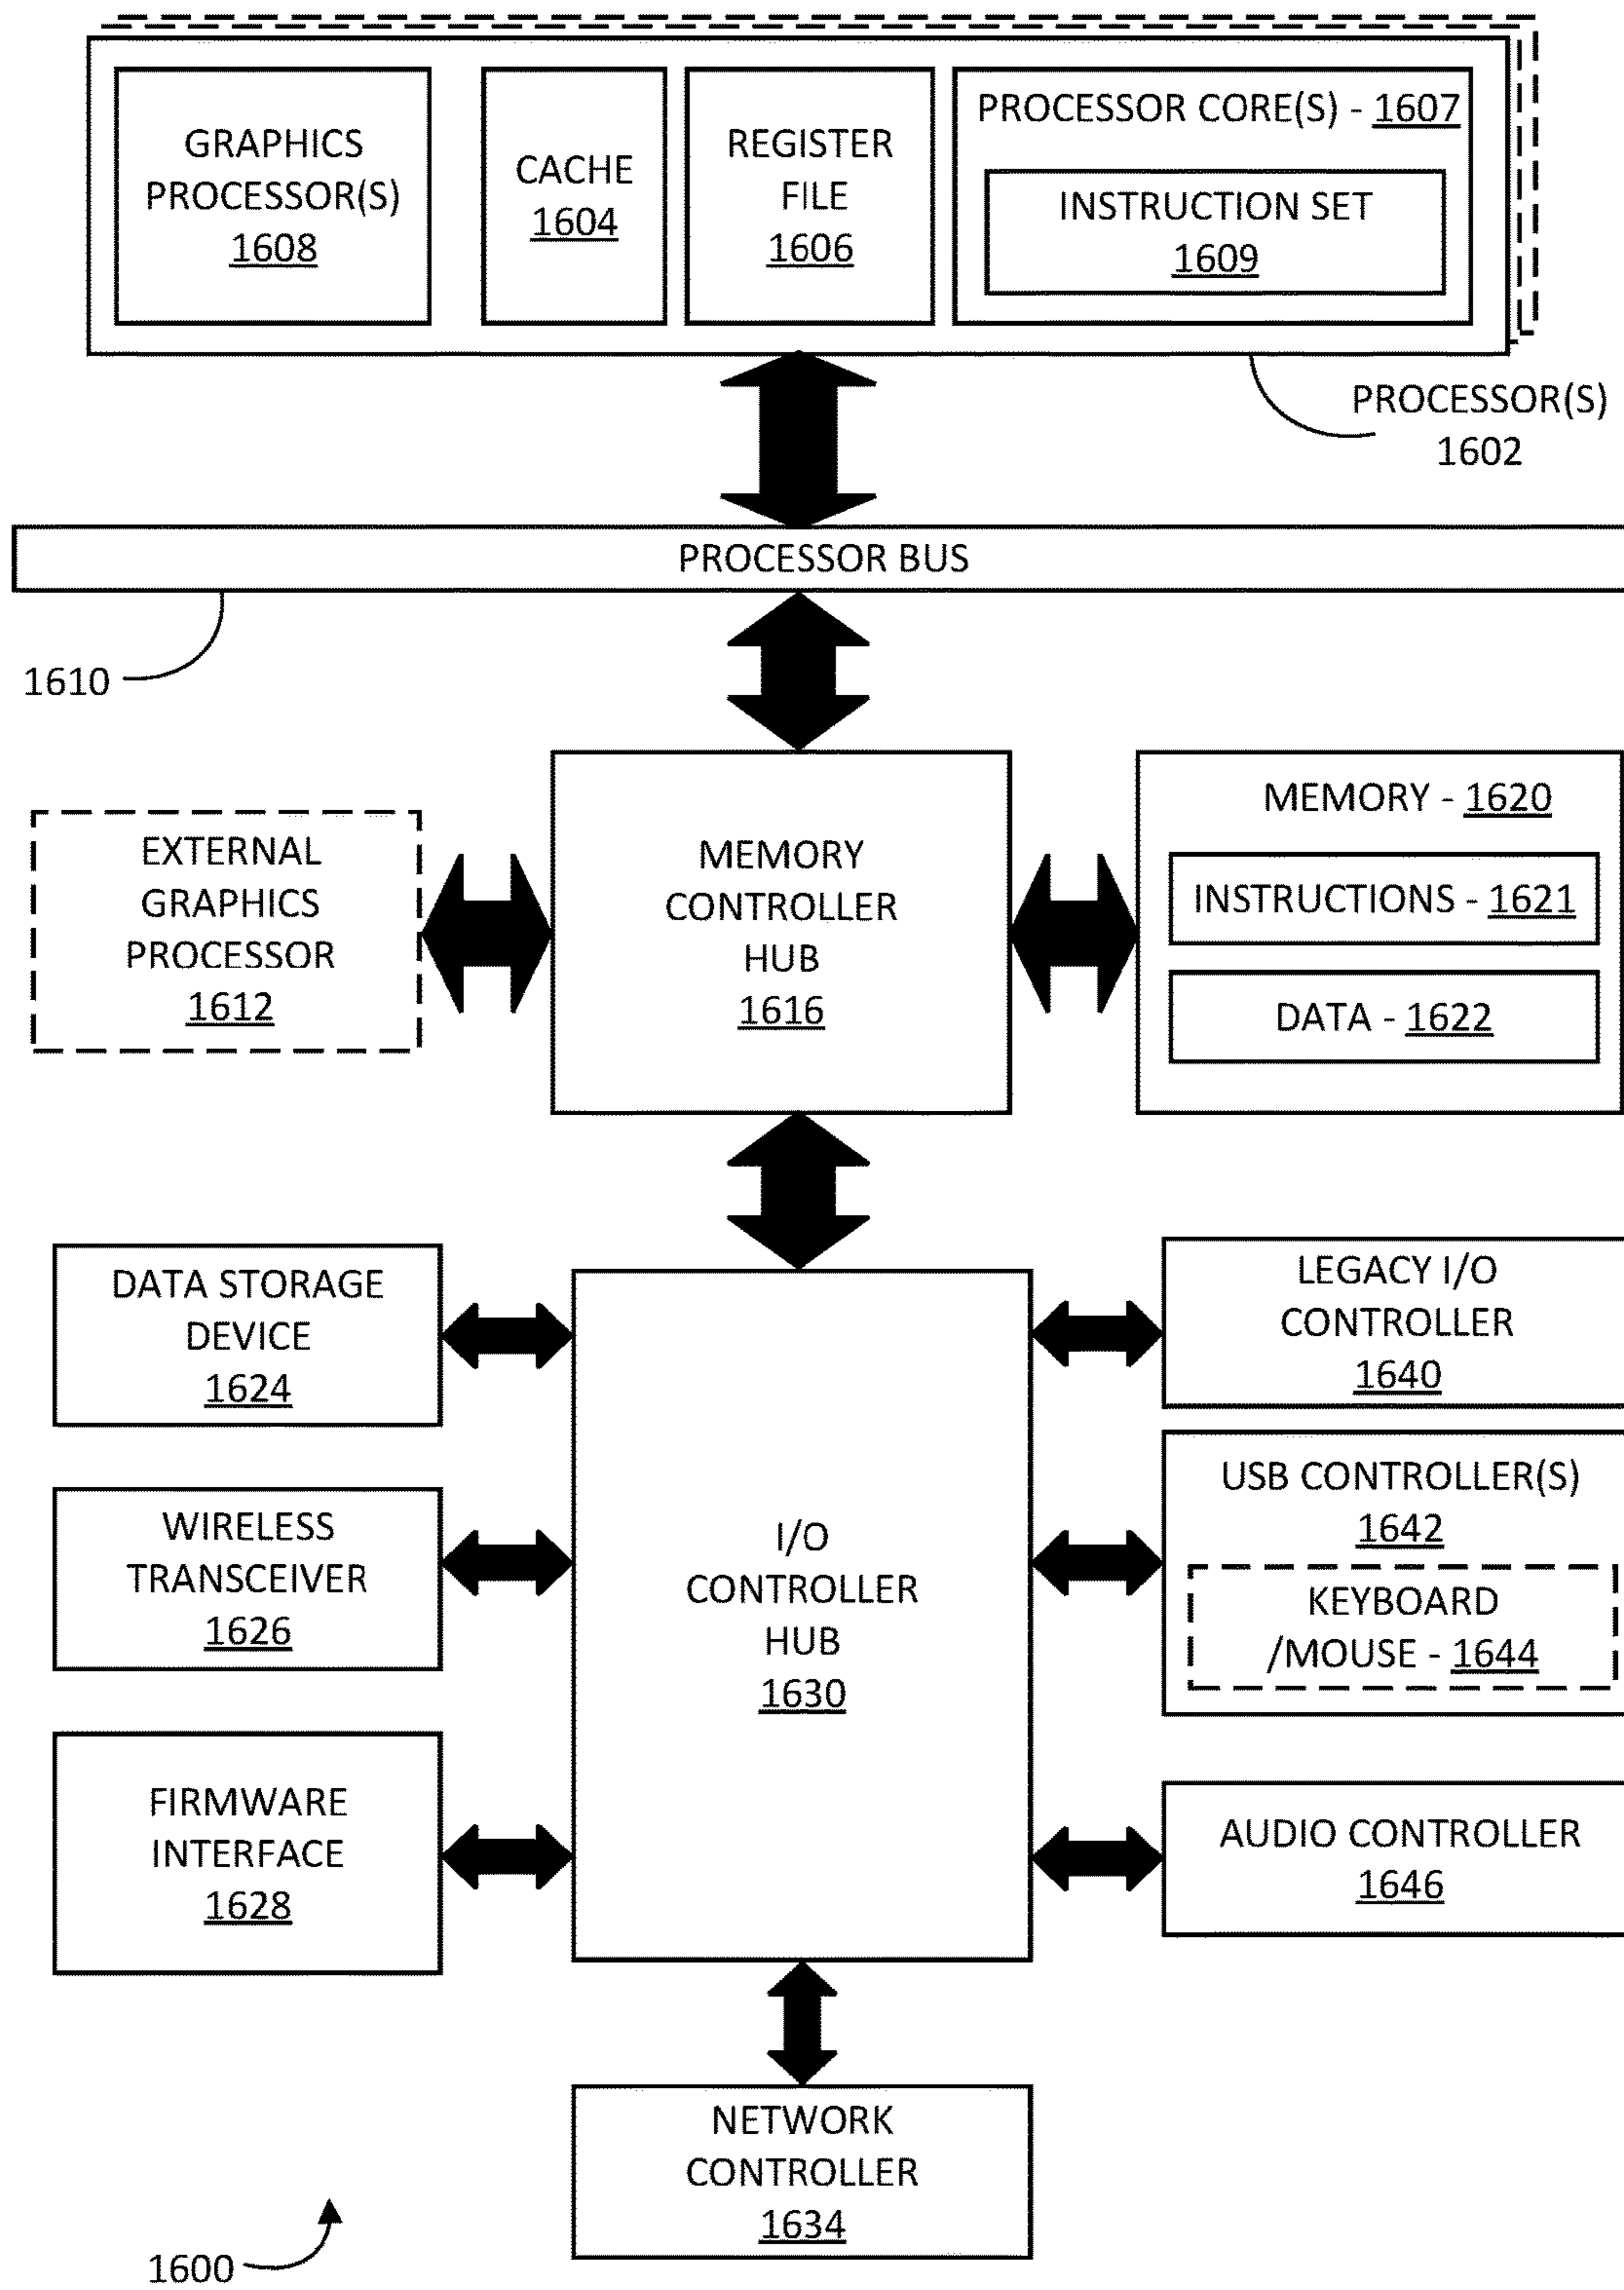 GRAPHICS
PROCESSOR(S)
1608
CACHE
1604
REGISTER
FILE
1606
PROCESSOR CORE(S) - 1607
INSTRUCTION SET
1609
PROCESSOR(S)
1602
PROCESSOR BUS
1610
EXTERNAL
GRAPHICS
PROCESSOR
1612
MEMORY
CONTROLLER
HUB
1616
MEMORY - 1620
INSTRUCTIONS - 1621
DATA - 1622
DATA STORAGE
DEVICE
1624
WIRELESS
TRANSCEIVER
1626
FIRMWARE
INTERFACE
1628
I/O
CONTROLLER
HUB
1630
LEGACY I/O
CONTROLLER
1640
USB CONTROLLER(S)
1642
KEYBOARD
/MOUSE - 1644
AUDIO CONTROLLER
1646
NETWORK
CONTROLLER
1634
1600